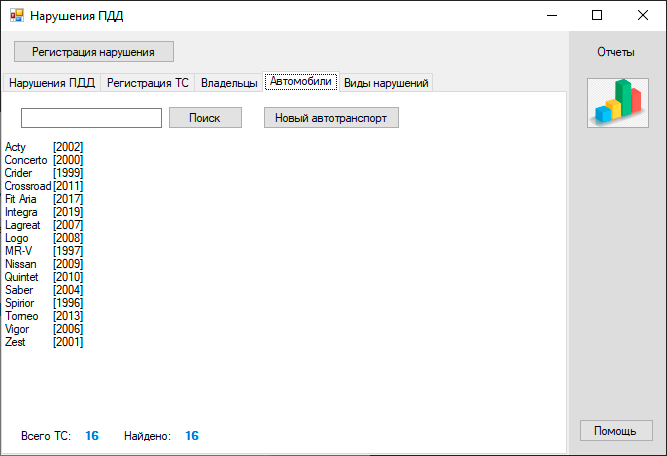 Нарушения ПДД
Регистрация нарушения
Отчеты
Нарушения ПДД Регистрация ТС Владельцы Автомобили Виды нарушений
Поиск Новый автотранспорт
Acty [2002]
Concerto [2000]
Crider [1999]
Crossroad [2011]
Fit Aria [2017]
Integra [2019]
Lagreat [2007]
Logo [2008]
MR-V [1997]
Nissan [2009]
Quintet [2010]
Saber [2004]
Spirior [1996]
Torneo [2013]
Vigor [2006]
Zest [2001]
Всего ТС: 16 Найдено: 16
Помощь